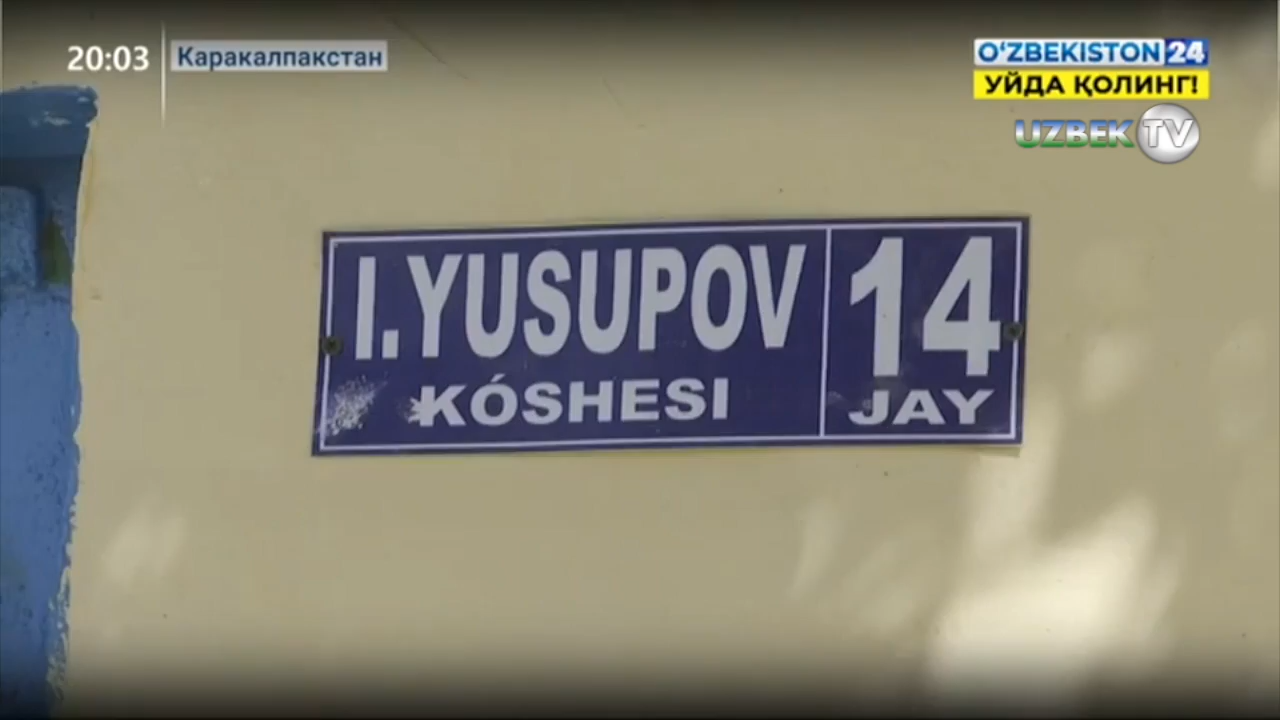 20:03
Каракалпакстан
O‘ZBEKISTON 24
УЙДА ҚОЛИНГ!
UZBEK TV
I.YUSUPOV
KÓSHESI
14
JAY